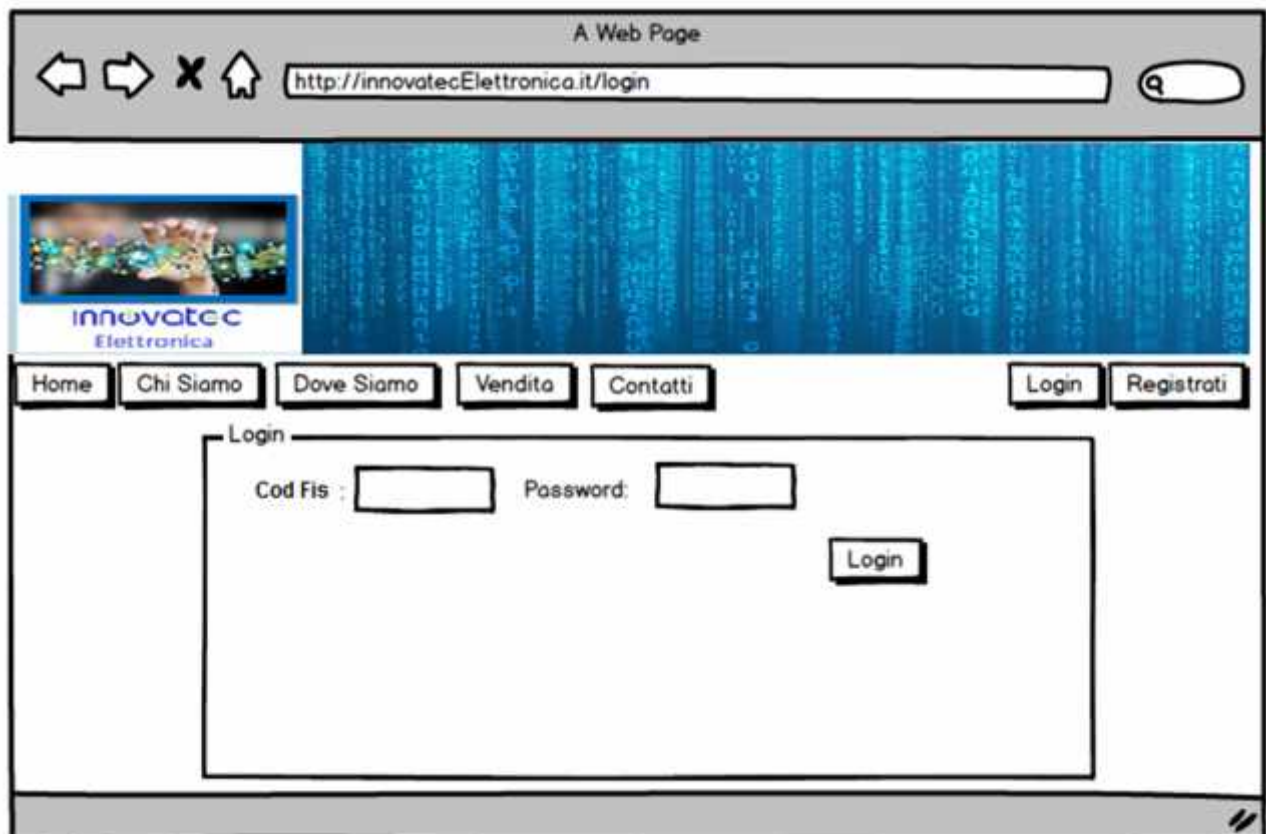 A Web Page
http://innovatecElettronica.it/login
Innovatec
Elettronica
Home Chi Siamo Dove Siamo Vendita Contatti Login Registrati
Login
Cod Fis : Password:
Login